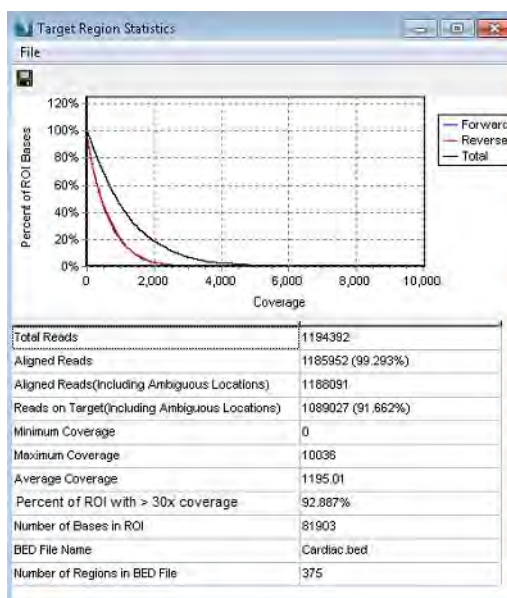 Target Region Statistics
File
120%
100%
80%
60%
40%
20%
0%
Percent of ROI Bases
0 2,000 4,000 6,000 8,000 10,000
Coverage
Forward
Reverse
Total
Total Reads 1194392
Aligned Reads 1185952 (99.293%)
Aligned Reads(Including Ambiguous Locations) 1188091
Reads on Target(Including Ambiguous Locations) 1089027 (91.662%)
Minimum Coverage 0
Maximum Coverage 10036
Average Coverage 1195.01
Percent of ROI with > 30x coverage 92.887%
Number of Bases in ROI 81903
BED File Name Cardiac.bed
Number of Regions in BED File 375